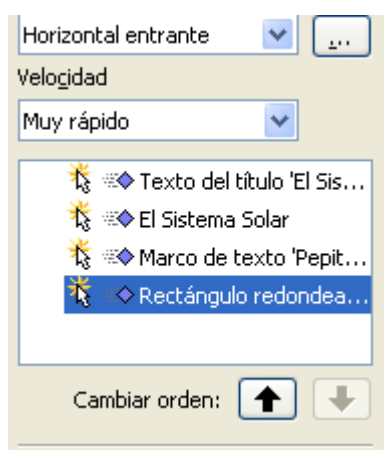 Horizontal entrante
...
Velocidad
Muy rápido
Texto del título 'El Sis...
El Sistema Solar
Marco de texto 'Pepit...
Rectángulo redondea...
Cambiar orden: